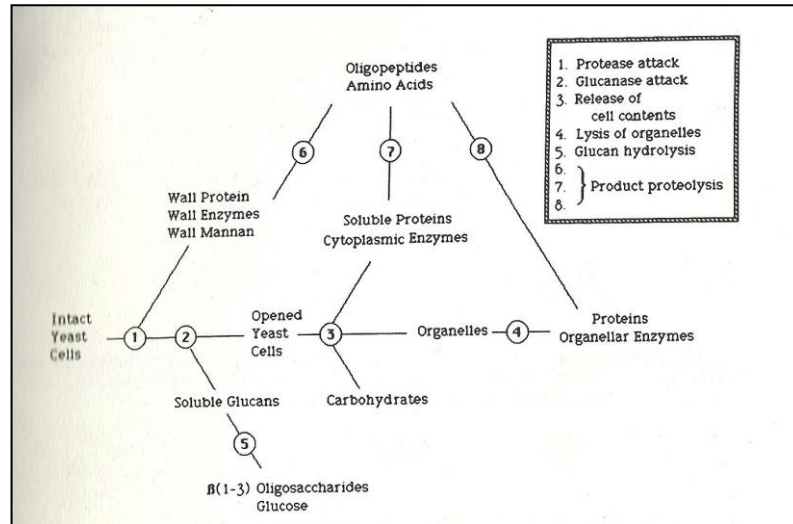 Oligopeptides
Amino Acids
1. Protease attack
2. Glucanase attack
3. Release of
cell contents
4. Lysis of organelles
5. Glucan hydrolysis
6.
7. } Product proteolysis
8.
6
7
8
Wall Protein
Wall Enzymes
Wall Mannan
Soluble Proteins
Cytoplasmic Enzymes
Intact
Yeast
Cells
1
2
Opened
Yeast
Cells
3
Organelles
4
Proteins
Organellar Enzymes
Soluble Glucans
Carbohydrates
5
ß(1-3) Oligosaccharides
Glucose